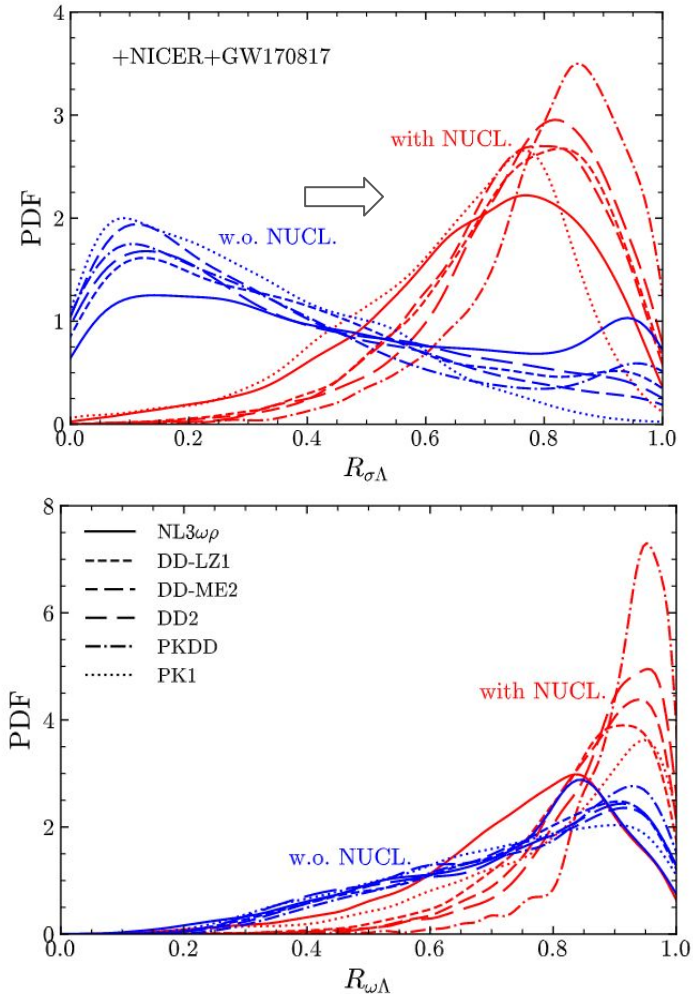 +NICER+GW170817
with NUCL.
w.o. NUCL.
PDF
4
3
2
1
0
0.0 0.2 0.4 0.6 0.8 1.0
RσΛ
NL3ωρ
DD-LZ1
DD-ME2
DD2
PKDD
PK1
with NUCL.
w.o. NUCL.
PDF
8
6
4
2
0
0.0 0.2 0.4 0.6 0.8 1.0
RωΛ